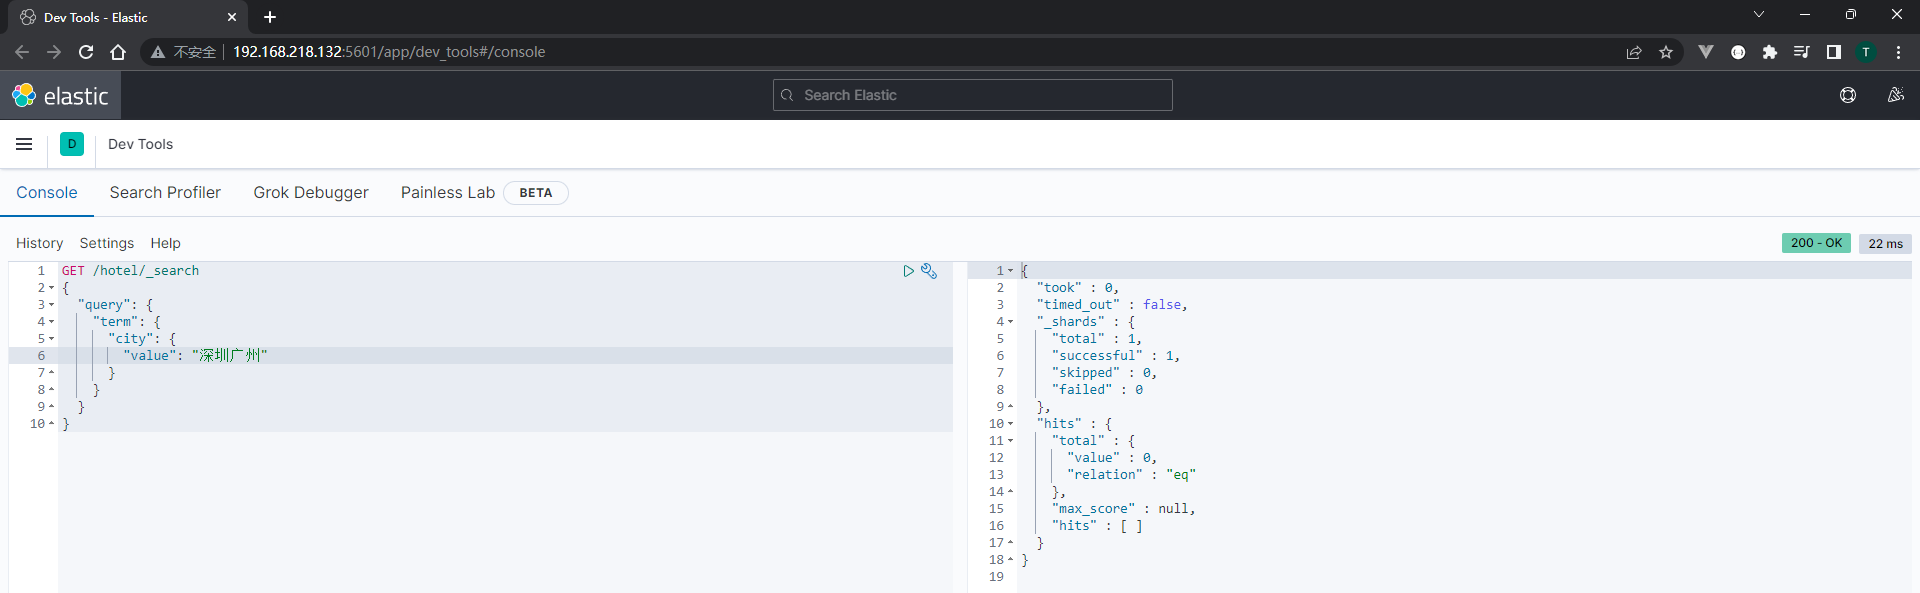 Dev Tools - Elastic
不安全 192.168.218.132:5601/app/dev_tools#/console
T
elastic
Search Elastic
D
Dev Tools
Console
Search Profiler
Grok Debugger
Painless Lab
BETA
History
Settings
Help
200 - OK
22 ms
1 GET /hotel/_search
2 {
3 "query": {
4 "term": {
5 "city": {
6 "value": "深圳广州"
7 }
8 }
9 }
10 }
1 {
2 "took" : 0,
3 "timed_out" : false,
4 "_shards" : {
5 "total" : 1,
6 "successful" : 1,
7 "skipped" : 0,
8 "failed" : 0
9 },
10 "hits" : {
11 "total" : {
12 "value" : 0,
13 "relation" : "eq"
14 },
15 "max_score" : null,
16 "hits" : [ ]
17 }
18 }
19